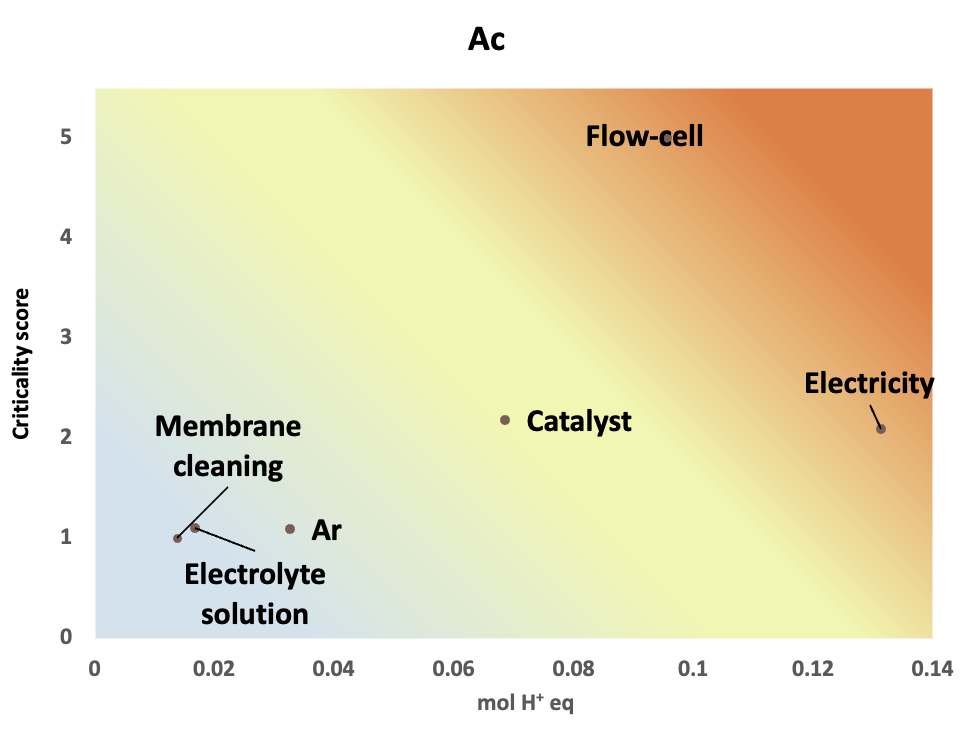 Ac
5
4
3
2
1
0
Criticality score
Flow-cell
Electricity
Membrane
cleaning
Catalyst
Ar
Electrolyte
solution
0 0.02 0.04 0.06 0.08 0.1 0.12 0.14
mol H⁺ eq